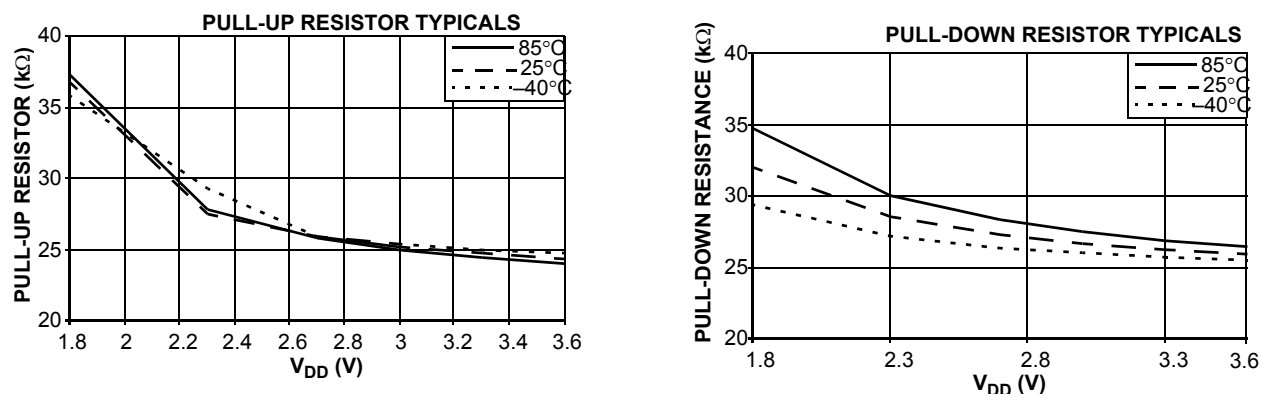 PULL-UP RESISTOR TYPICALS
PULL-UP RESISTOR (kΩ)
40
35
30
25
20
85°C
25°C
–40°C
1.8 2 2.2 2.4 2.6 2.8 3 3.2 3.4 3.6
VDD (V)
PULL-DOWN RESISTOR TYPICALS
PULL-DOWN RESISTANCE (kΩ)
40
35
30
25
20
85°C
25°C
–40°C
1.8 2.3 2.8 3.3 3.6
VDD (V)